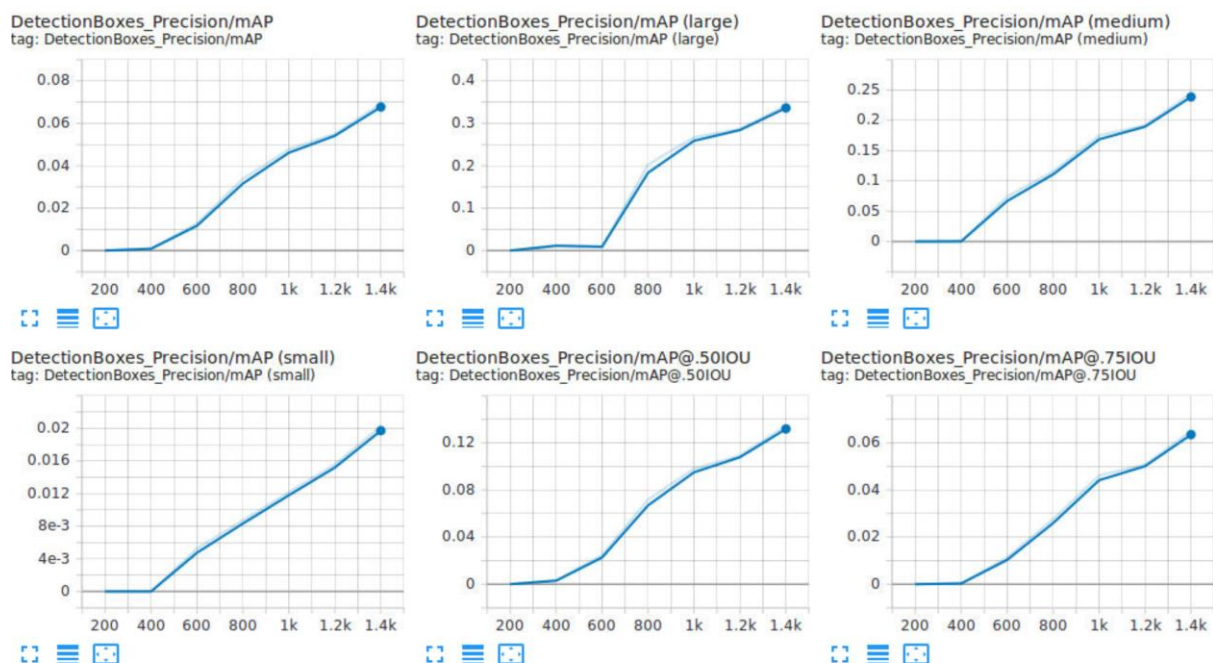 DetectionBoxes_Precision/mAP
tag: DetectionBoxes_Precision/mAP
0.08
0.06
0.04
0.02
0
200 400 600 800 1k 1.2k 1.4k
DetectionBoxes_Precision/mAP (large)
tag: DetectionBoxes_Precision/mAP (large)
0.4
0.3
0.2
0.1
0
200 400 600 800 1k 1.2k 1.4k
DetectionBoxes_Precision/mAP (medium)
tag: DetectionBoxes_Precision/mAP (medium)
0.25
0.2
0.15
0.1
0.05
0
200 400 600 800 1k 1.2k 1.4k
DetectionBoxes_Precision/mAP (small)
tag: DetectionBoxes_Precision/mAP (small)
0.02
0.016
0.012
8e-3
4e-3
0
200 400 600 800 1k 1.2k 1.4k
DetectionBoxes_Precision/mAP@.50IOU
tag: DetectionBoxes_Precision/mAP@.50IOU
0.12
0.08
0.04
0
200 400 600 800 1k 1.2k 1.4k
DetectionBoxes_Precision/mAP@.75IOU
tag: DetectionBoxes_Precision/mAP@.75IOU
0.06
0.04
0.02
0
200 400 600 800 1k 1.2k 1.4k